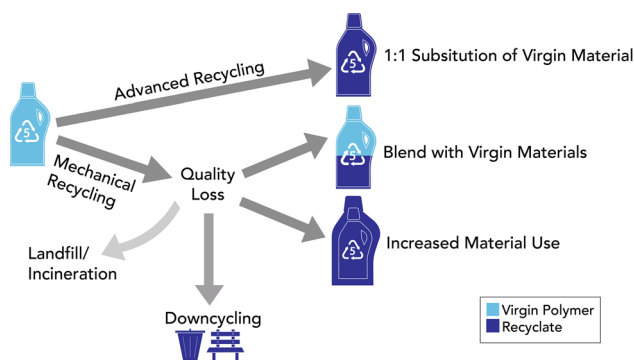 Advanced Recycling
1:1 Subsitution of Virgin Material
5
5
Mechanical
Recycling
Quality
Loss
5
Blend with Virgin Materials
5
Increased Material Use
Landfill/
Incineration
Downcycling
Virgin Polymer
Recyclate